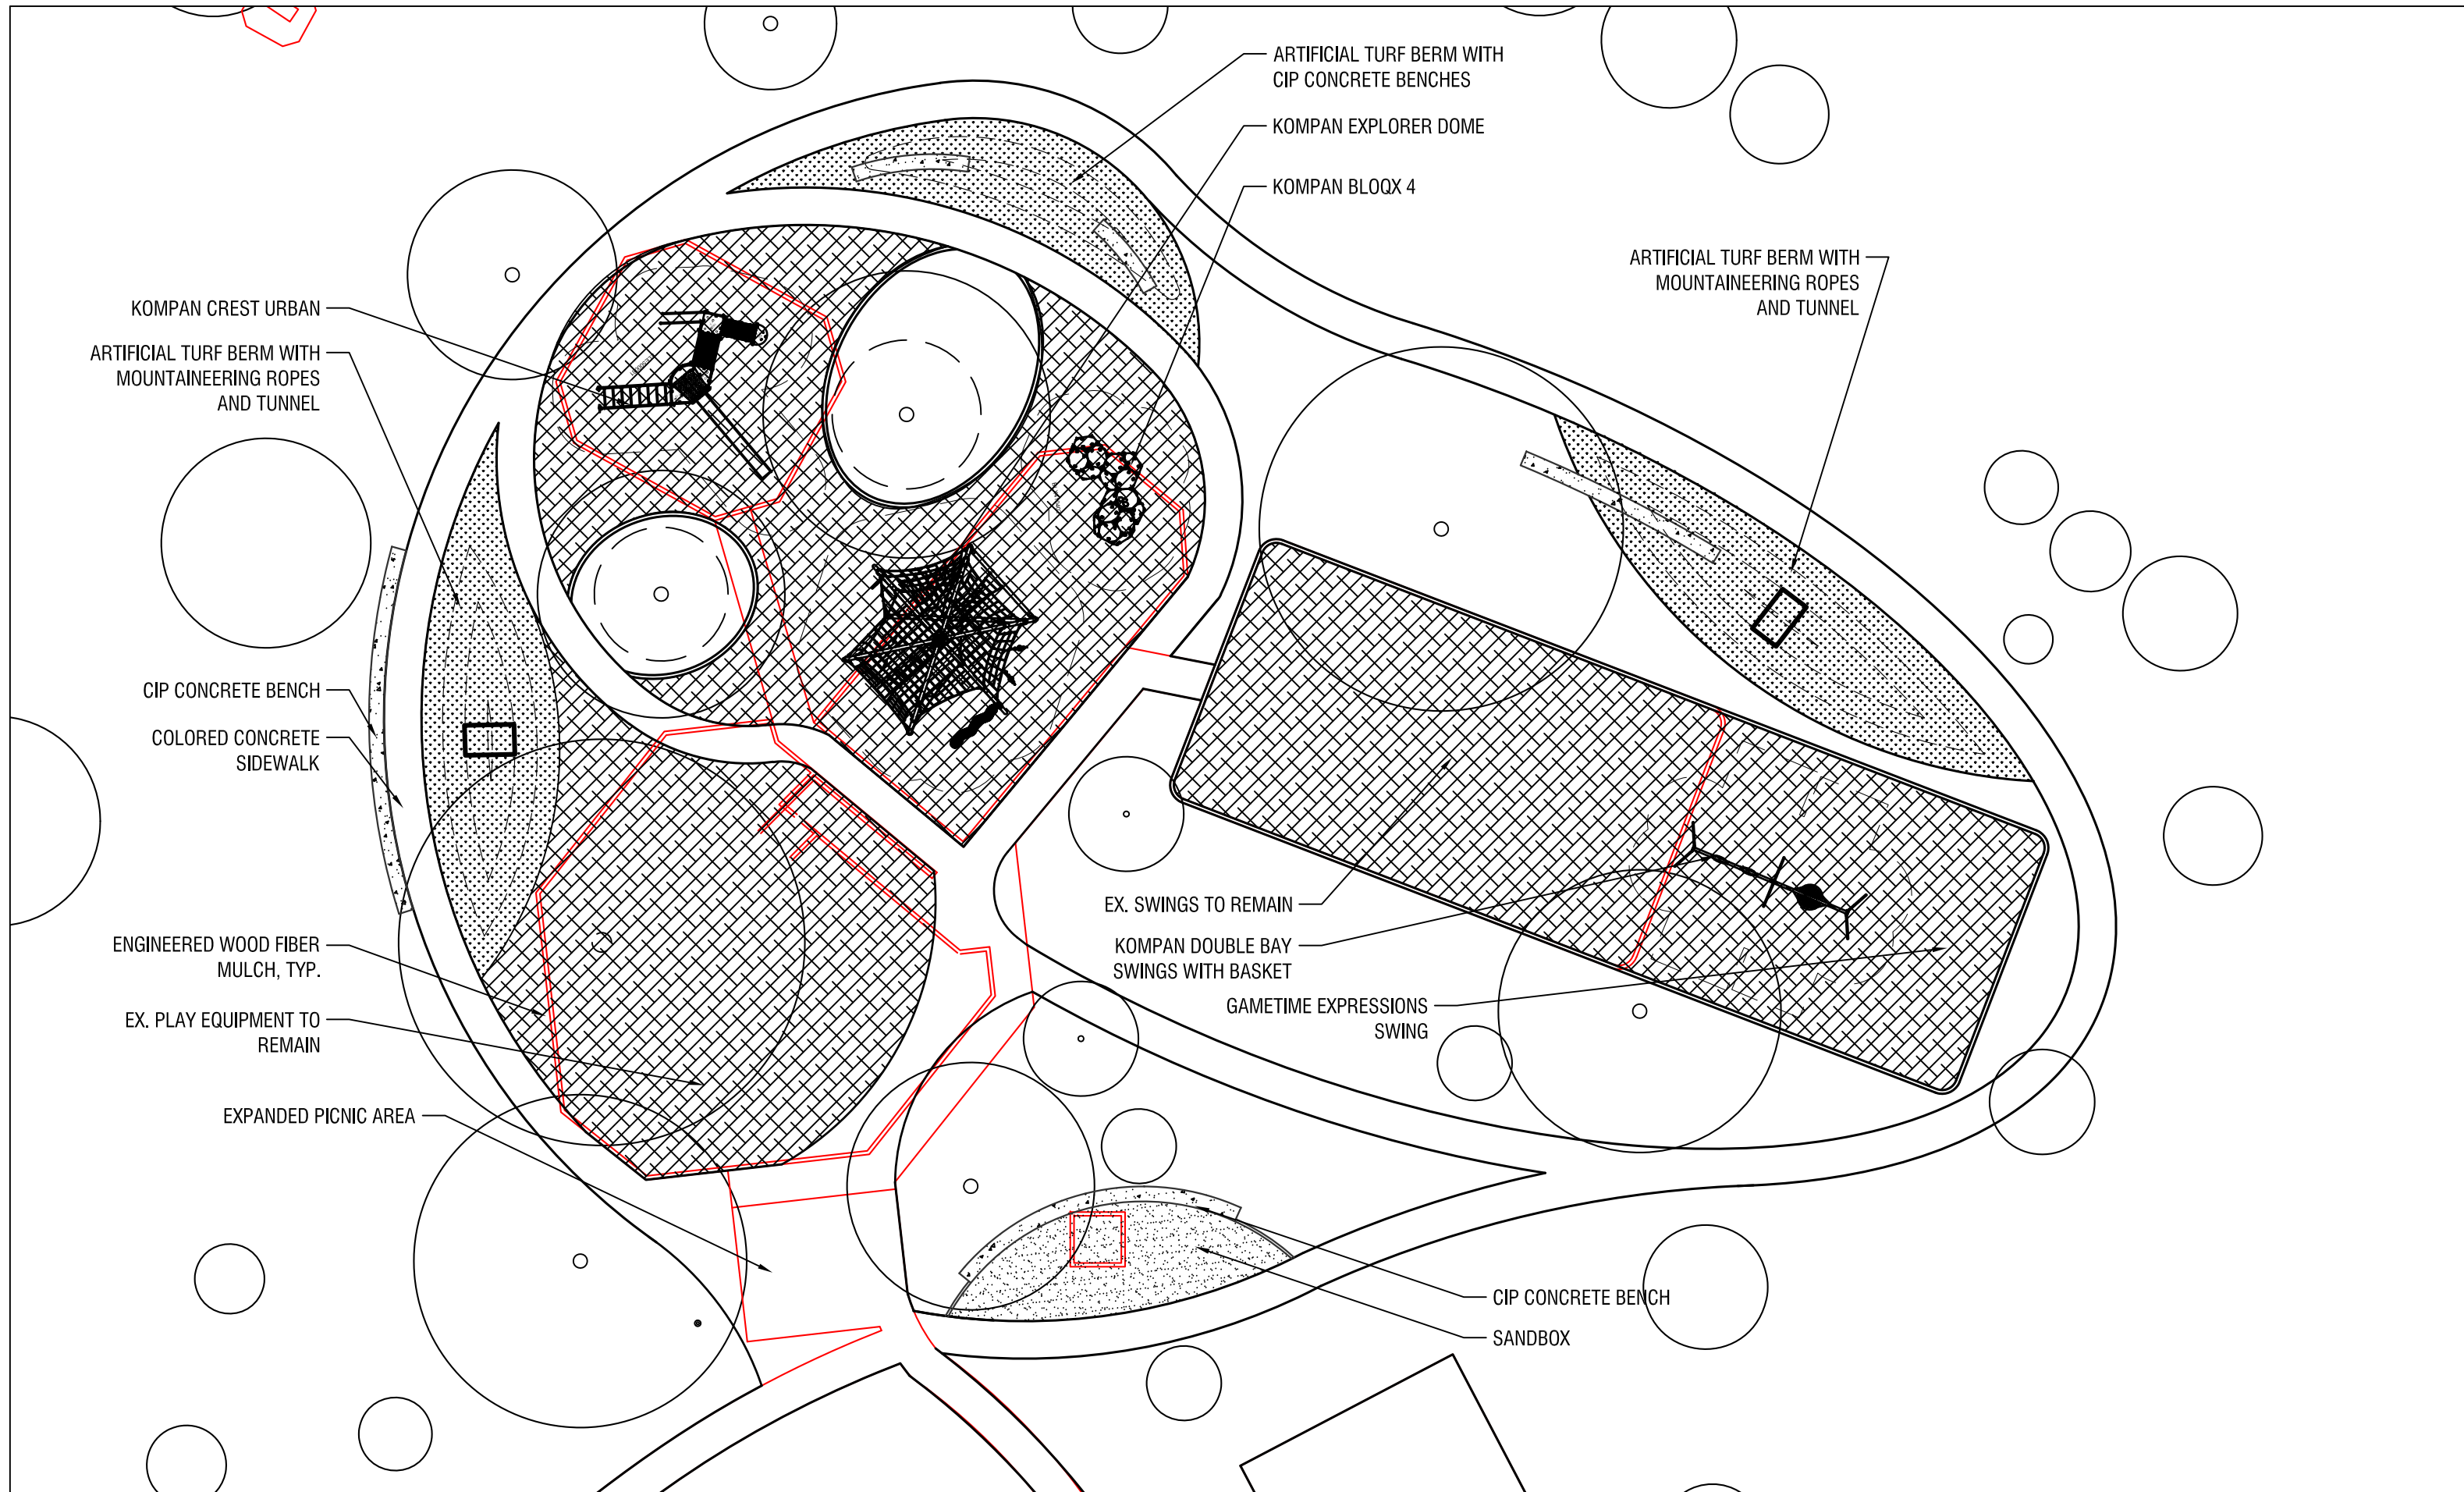 ARTIFICIAL TURF BERM WITH
CIP CONCRETE BENCHES
KOMPAN EXPLORER DOME
KOMPAN BLOQX 4
ARTIFICIAL TURF BERM WITH
MOUNTAINEERING ROPES
AND TUNNEL
KOMPAN CREST URBAN
ARTIFICIAL TURF BERM WITH
MOUNTAINEERING ROPES
AND TUNNEL
CIP CONCRETE BENCH
COLORED CONCRETE
SIDEWALK
ENGINEERED WOOD FIBER
MULCH, TYP.
EX. PLAY EQUIPMENT TO
REMAIN
EXPANDED PICNIC AREA
EX. SWINGS TO REMAIN
KOMPAN DOUBLE BAY
SWINGS WITH BASKET
GAMETIME EXPRESSIONS
SWING
CIP CONCRETE BENCH
SANDBOX